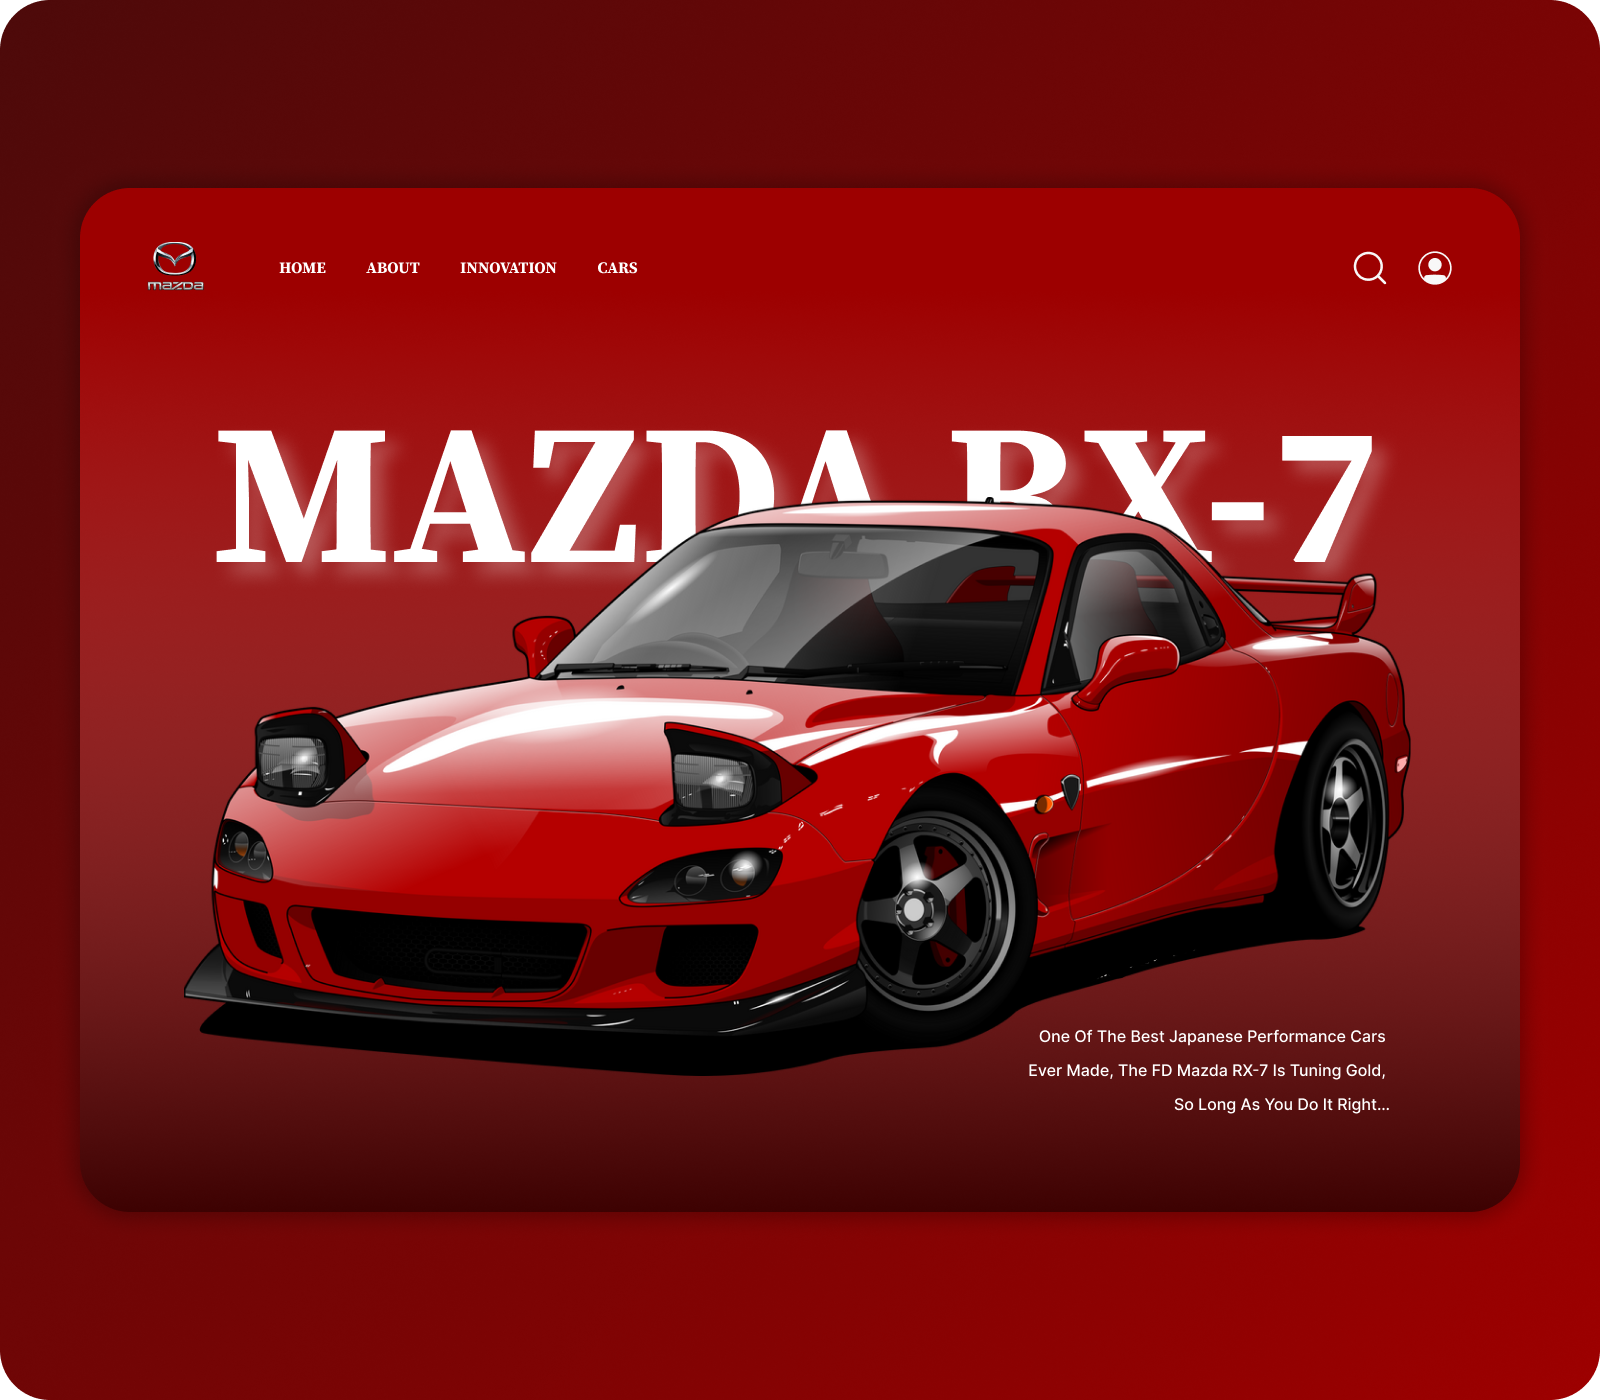 mazda
HOME ABOUT INNOVATION CARS
MAZDA RX-7
One Of The Best Japanese Performance Cars
Ever Made, The FD Mazda RX-7 Is Tuning Gold,
So Long As You Do It Right...